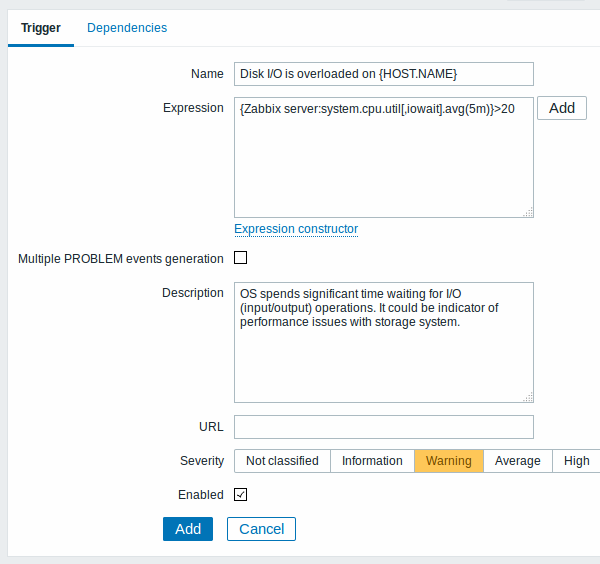 Trigger Dependencies
Name Disk I/O is overloaded on {HOST.NAME}
Expression {Zabbix server:system.cpu.util[,iowait].avg(5m)}>20 Add
Expression constructor
Multiple PROBLEM events generation
Description OS spends significant time waiting for I/O
(input/output) operations. It could be indicator of
performance issues with storage system.
URL
Severity Not classified Information Warning Average High
Enabled
Add Cancel